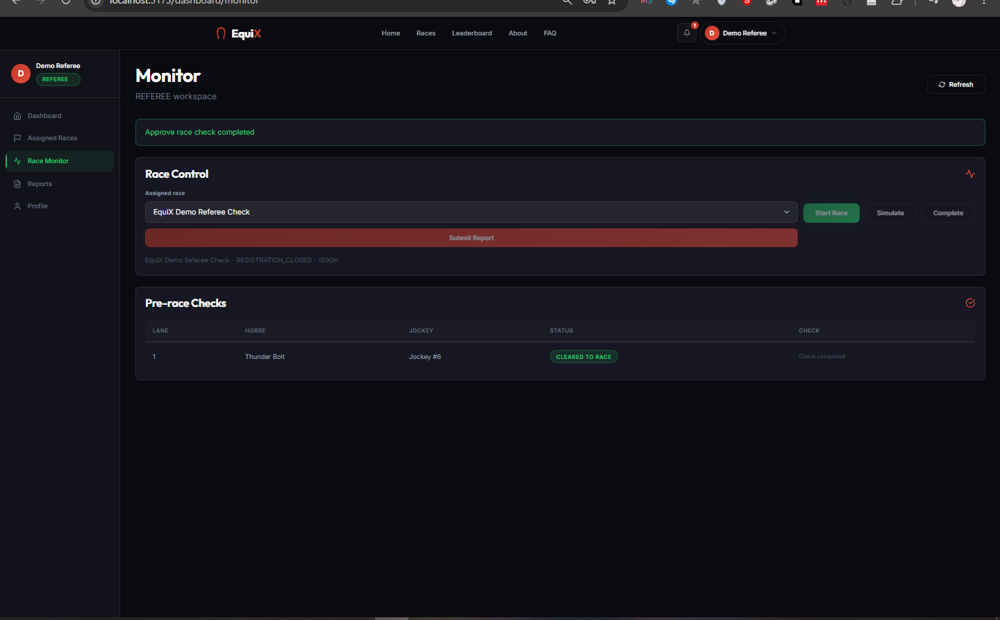 localhost:5173/dashboard/monitor
EquiX
Home Races Leaderboard About FAQ
1
D Demo Referee
D Demo Referee
REFEREE
Dashboard
Assigned Races
Race Monitor
Reports
Profile
Monitor
REFEREE workspace
Refresh
Approve race check completed
Race Control
Assigned race
EquiX Demo Referee Check
Start Race Simulate Complete
Submit Report
EquiX Demo Referee Check - REGISTRATION_CLOSED - 1200m
Pre-race Checks
LANE HORSE JOCKEY STATUS CHECK
1 Thunder Bolt Jockey #6 CLEARED TO RACE Check completed